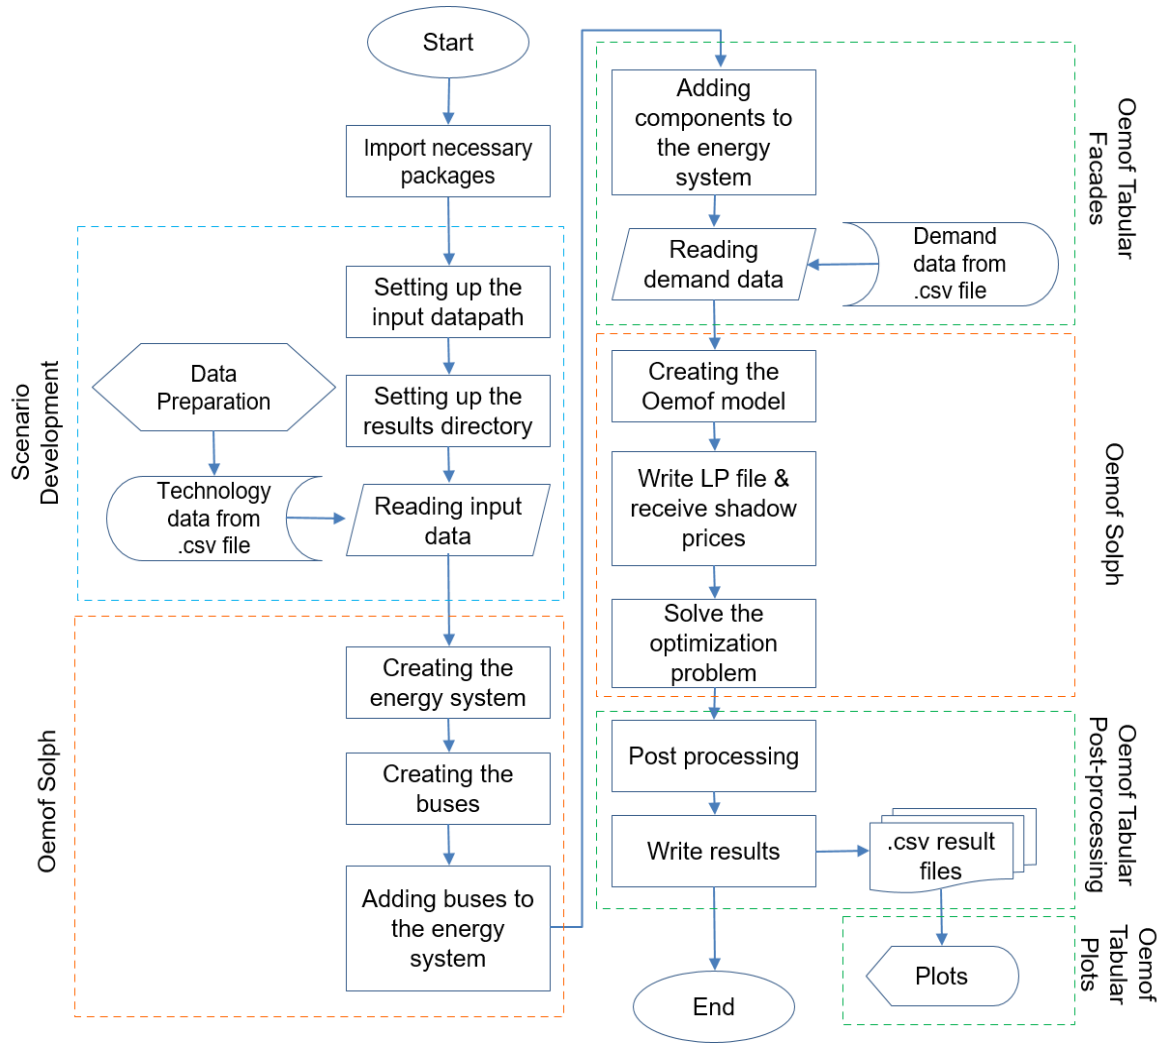 Start
Import necessary
packages
Scenario
Development
Setting up the
input datapath
Data
Preparation
Setting up the
results directory
Technology
data from
.csv file
Reading input
data
Oemof Solph
Creating the
energy system
Creating the
buses
Adding buses to
the energy
system
Oemof Tabular
Facades
Adding
components to
the energy
system
Reading
demand data
Demand
data from
.csv file
Oemof Solph
Creating the
Oemof model
Write LP file &
receive shadow
prices
Solve the
optimization
problem
Oemof Tabular
Post-processing
Post processing
Write results
.csv result
files
Oemof
Tabular
Plots
Plots
End